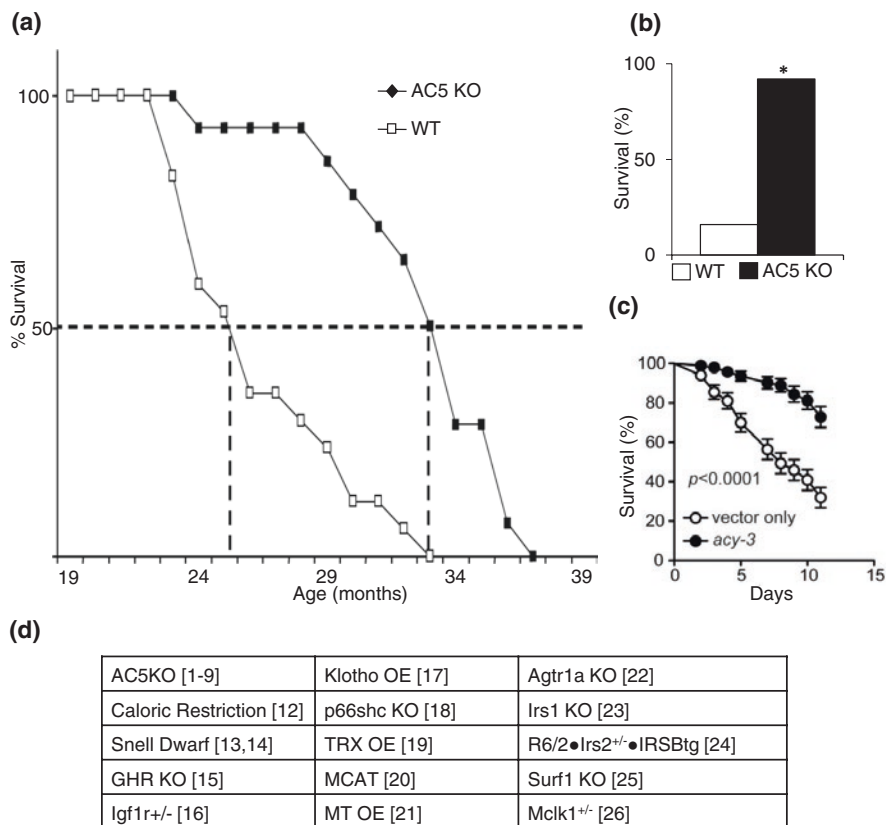 (a)
100
50
% Survival
AC5 KO
WT
19 24 29 34 39
Age (months)
(b)
100
50
0
Survival (%)
*
WT AC5 KO
(c)
100
80
60
40
20
0
Survival (%)
p<0.0001
vector only
acy-3
0 5 10 15
Days
(d)
AC5KO [1-9] Klotho OE [17] Agtr1a KO [22]
Caloric Restriction [12] p66shc KO [18] Irs1 KO [23]
Snell Dwarf [13,14] TRX OE [19] R6/2●Irs2+/-●IRSBtg [24]
GHR KO [15] MCAT [20] Surf1 KO [25]
Igf1r+/- [16] MT OE [21] Mclk1+/- [26]